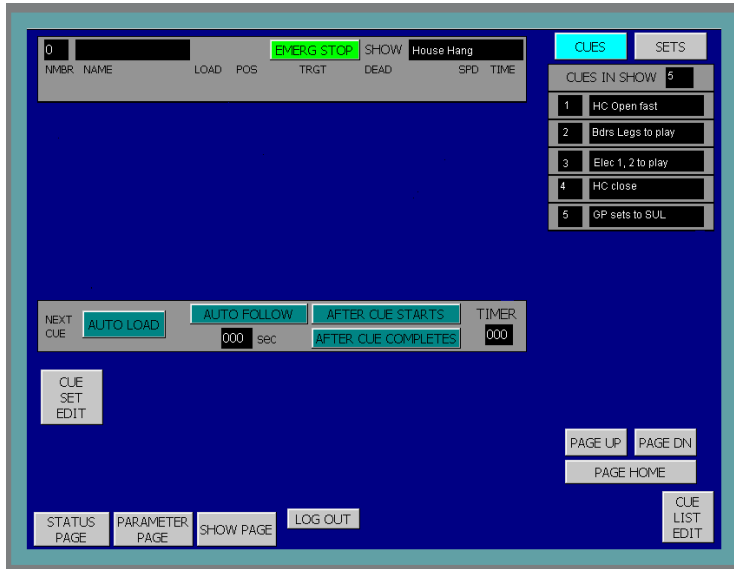 0 EMERG STOP SHOW House Hang
NMBR NAME LOAD POS TRGT DEAD SPD TIME
CUES SETS
CUES IN SHOW 5
1 HC Open fast
2 Bdrs Legs to play
3 Elec 1, 2 to play
4 HC close
5 GP sets to SUL
NEXT
CUE
AUTO LOAD
AUTO FOLLOW
000 sec
AFTER CUE STARTS
AFTER CUE COMPLETES
TIMER
000
CUE
SET
EDIT
PAGE UP PAGE DN
PAGE HOME
STATUS
PAGE
PARAMETER
PAGE
SHOW PAGE
LOG OUT
CUE
LIST
EDIT